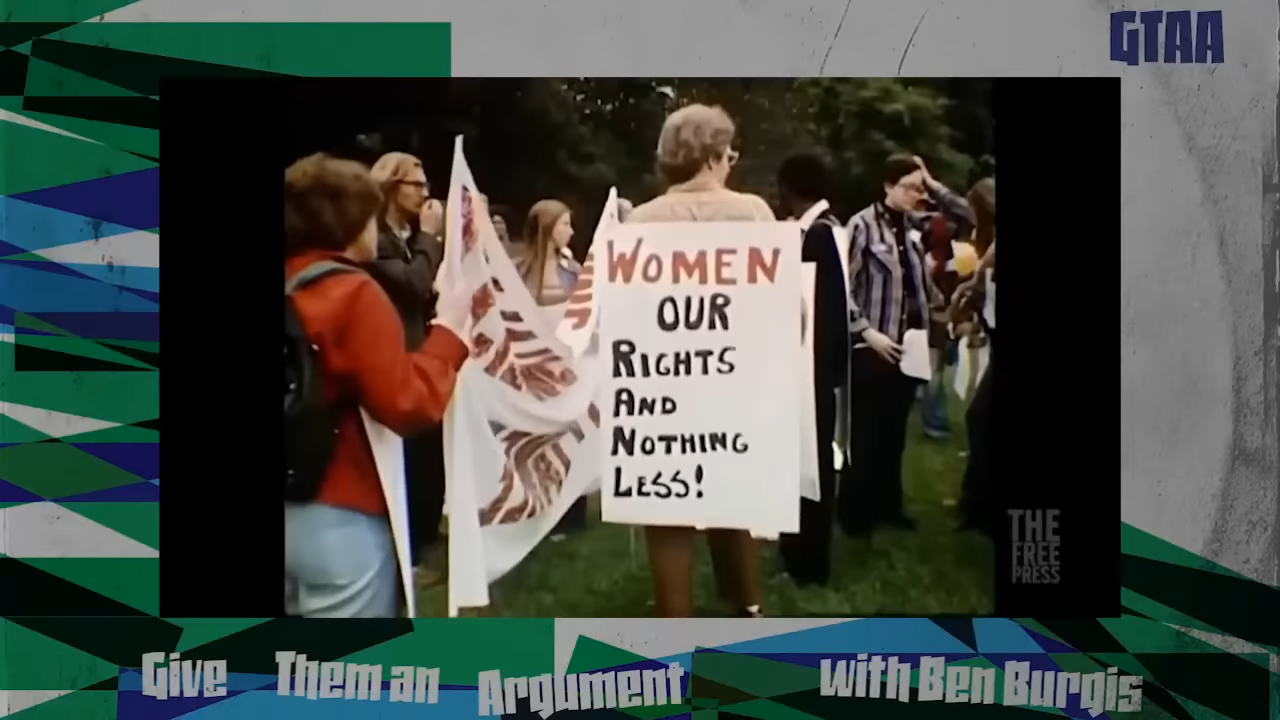 GTAA
WOMEN
OUR
RIGHTS
AND
NOTHING
LESS!
THE
FREE
PRESS
Give Them an Argument with Ben Burgis